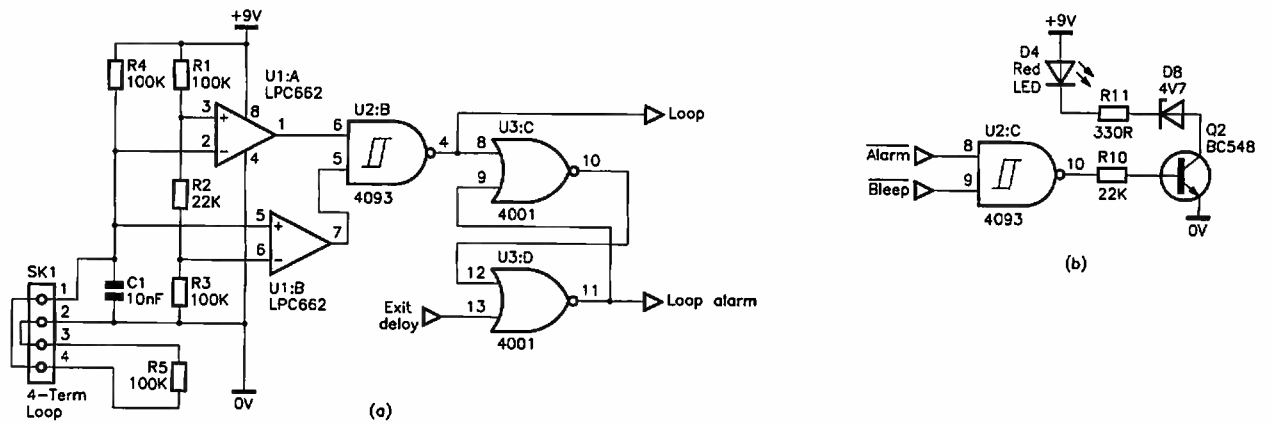 +9V
R4
100K
R1
100K
U1:A
LPC662
3
+
8
1
2
−
4
R2
22K
U2:B
6
5
4
4093
Loop
U3:C
8
9
10
4001
5
+
7
6
−
U1:B
LPC662
SK1
1
2
3
4
C1
10nF
R3
100K
R5
100K
4-Term
Loop
0V
U3:D
12
13
11
4001
Exit
deloy
Loop alarm
(a)
+9V
D4
Red
LED
R11
330R
D8
4V7
Q2
BC548
U2:C
Alarm
8
Bleep
9
10
4093
R10
22K
0V
(b)